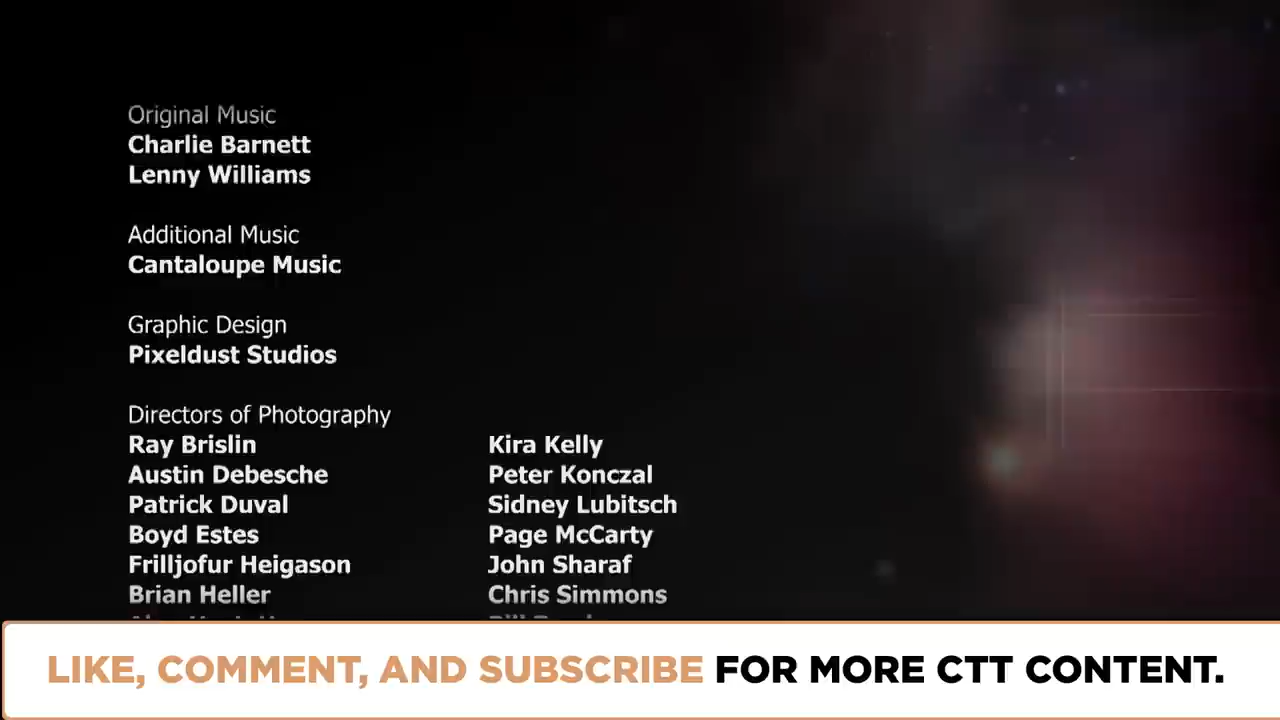 Original Music
Charlie Barnett
Lenny Williams
Additional Music
Cantaloupe Music
Graphic Design
Pixeldust Studios
Directors of Photography
Ray Brislin
Austin Debesche
Patrick Duval
Boyd Estes
Frilljofur Heigason
Brian Heller
Kira Kelly
Peter Konczal
Sidney Lubitsch
Page McCarty
John Sharaf
Chris Simmons
LIKE, COMMENT, AND SUBSCRIBE FOR MORE CTT CONTENT.